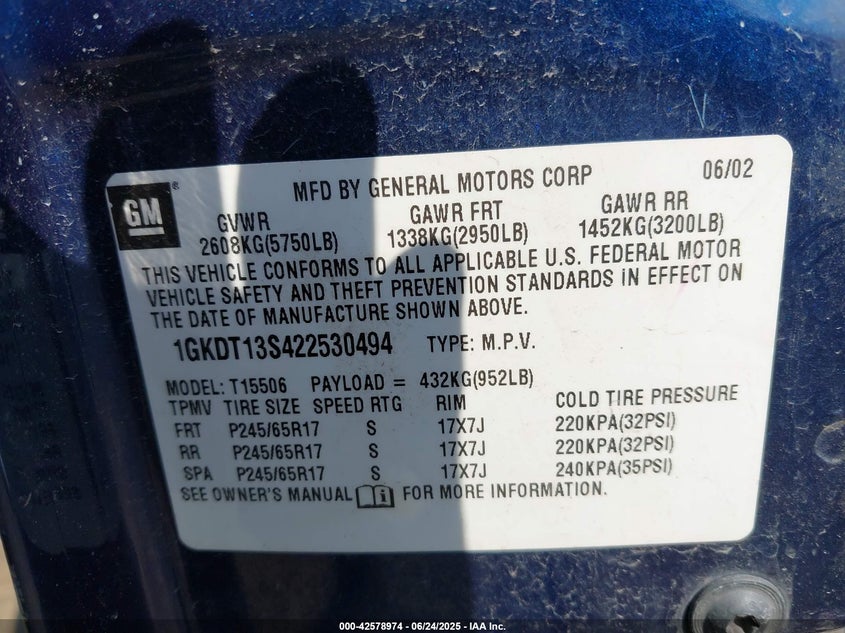 GM ® MFD BY GENERAL MOTORS CORP 06/02
GVWR GAWR FRT GAWR RR
2608KG(5750LB) 1338KG(2950LB) 1452KG(3200LB)
THIS VEHICLE CONFORMS TO ALL APPLICABLE U.S. FEDERAL MOTOR
VEHICLE SAFETY AND THEFT PREVENTION STANDARDS IN EFFECT ON
THE DATE OF MANUFACTURE SHOWN ABOVE.
1GKDT13S422530494 TYPE: M.P.V.
MODEL: T15506 PAYLOAD = 432KG(952LB)
TPMV TIRE SIZE SPEED RTG RIM COLD TIRE PRESSURE
FRT P245/65R17 S 17X7J 220KPA(32PSI)
RR P245/65R17 S 17X7J 220KPA(32PSI)
SPA P245/65R17 S 17X7J 240KPA(35PSI)
SEE OWNER'S MANUAL i FOR MORE INFORMATION.
000-42578974 - 06/24/2025 - IAA Inc.